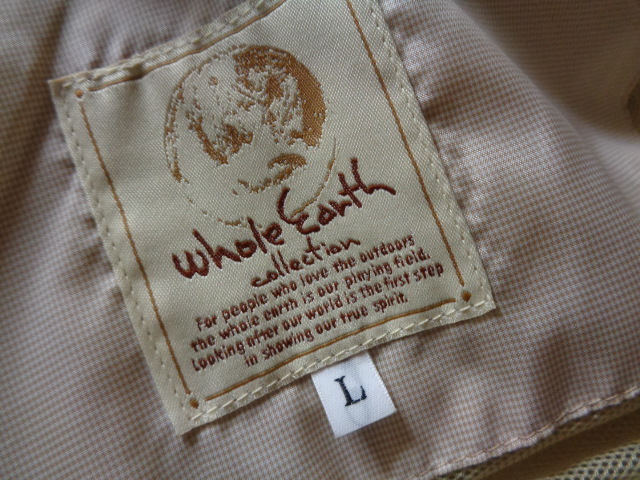 whole Earth
collection
For people who love the outdoors
the whole earth is our playing field.
Looking after our world is the first step
in showing our true spirit.
L